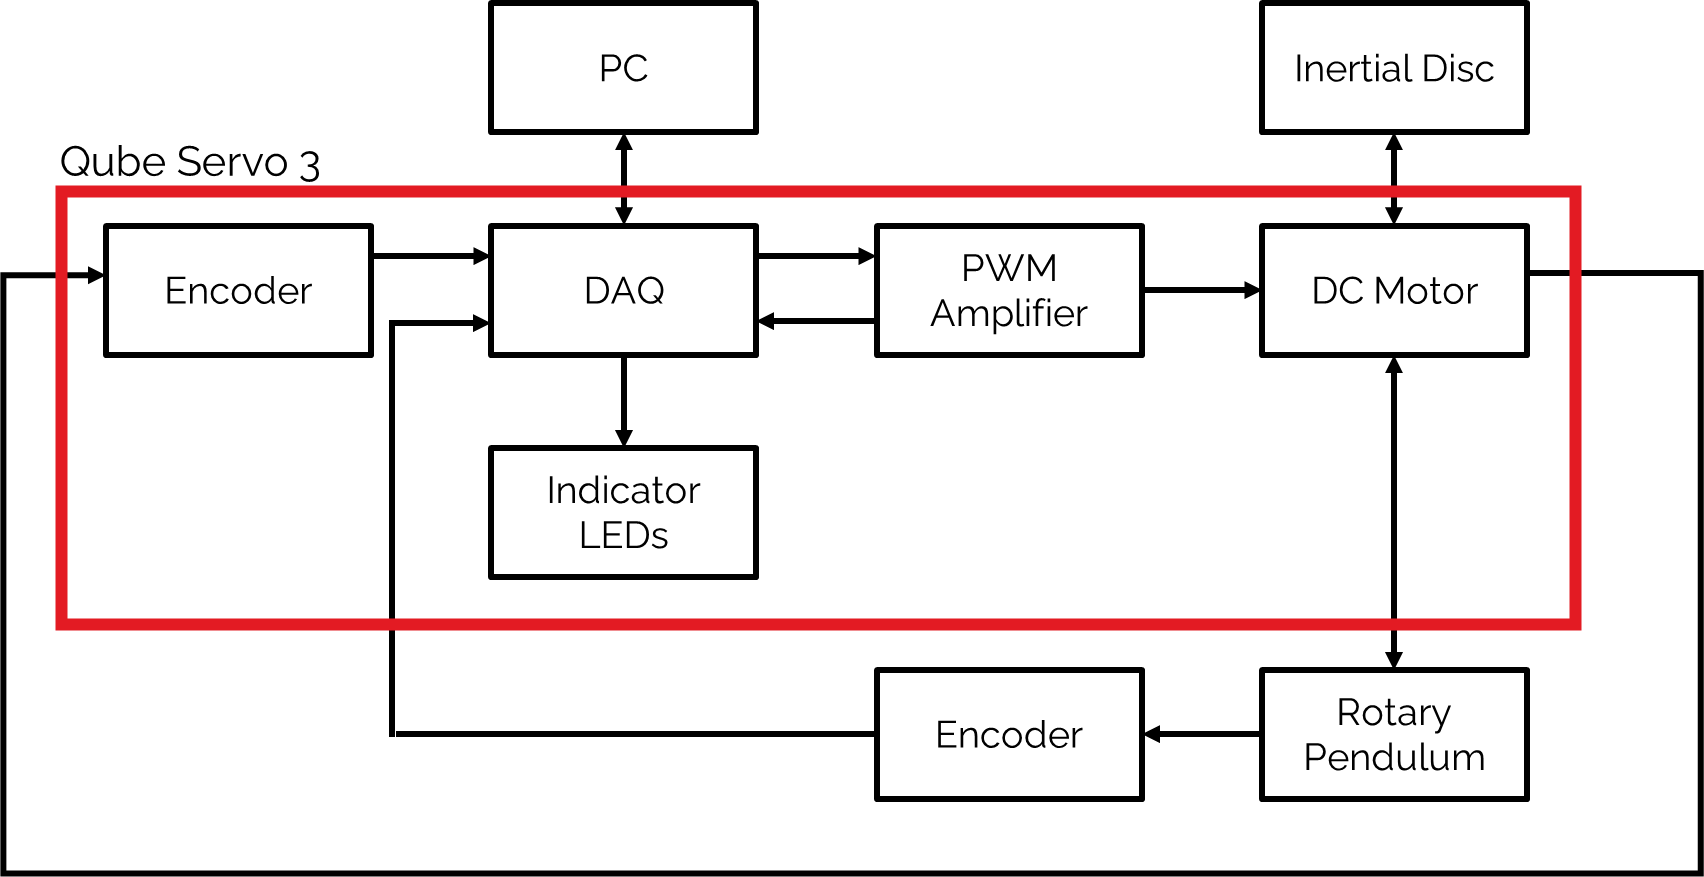 PC
Inertial Disc
Qube Servo 3
Encoder
DAQ
PWM
Amplifier
DC Motor
Indicator
LEDs
Encoder
Rotary
Pendulum